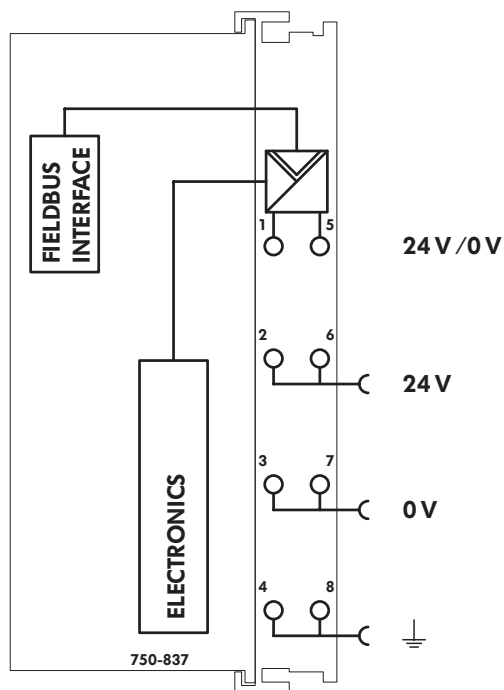 FIELDBUS
INTERFACE
1 5
24 V / 0 V
2 6
24 V
ELECTRONICS
3 7
0 V
4 8
750-837